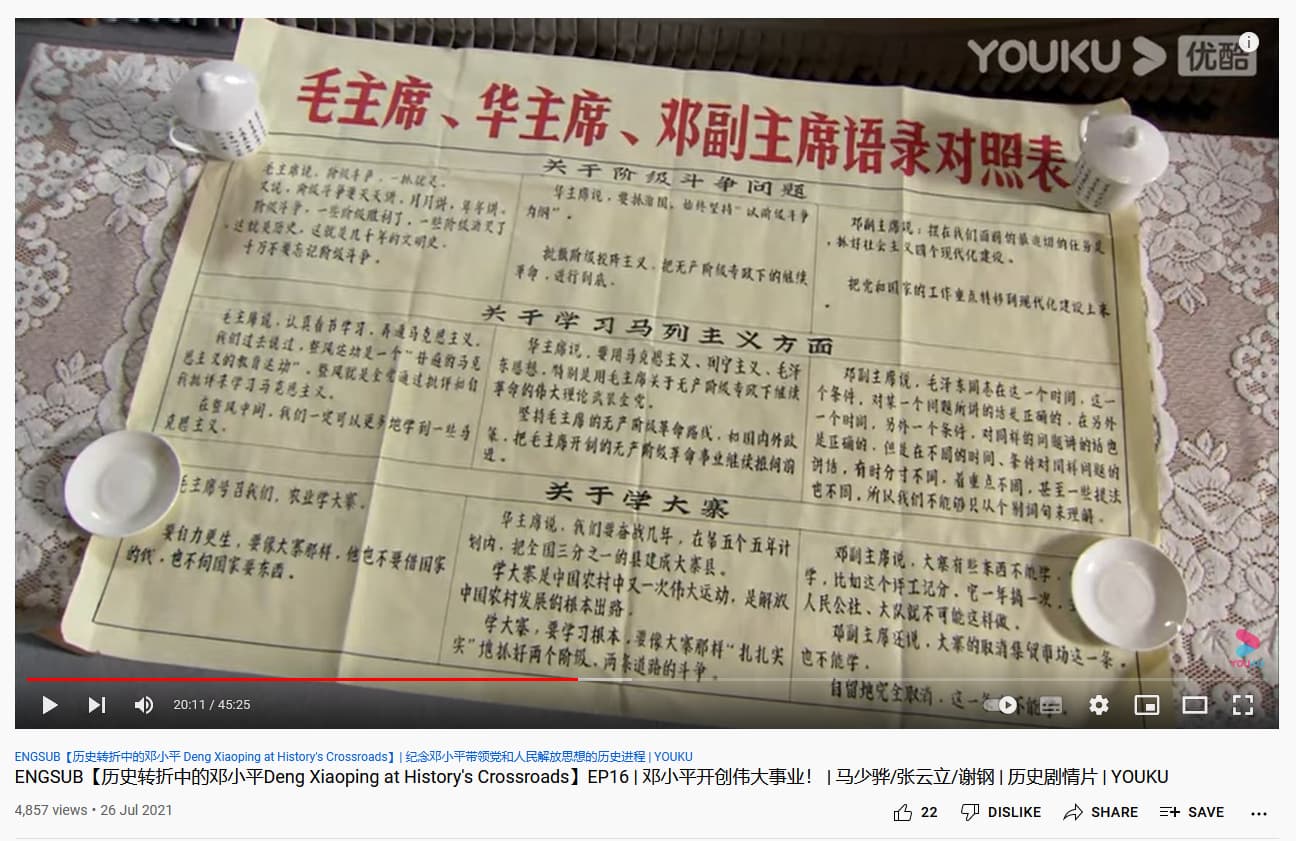 YOUKU 优酷
毛主席、华主席、邓副主席语录对照表
关于阶级斗争问题
毛主席说，阶级斗争，一抓就灵。
又说，阶级斗争要天天讲，月月讲，年年讲。
阶级斗争，一些阶级胜利了，一些阶级消灭了
，这就是历史，这就是几千年的文明史。
千万不要忘记阶级斗争。
华主席说，要抓纲治国，始终坚持“以阶级斗争
为纲”。
批散阶级投降主义，把无产阶级专政下的继续
革命，进行到底。
邓副主席说：摆在我们面前的最迫切的任务是
，抓好社会主义四个现代化建设。
把党和国家的工作重点转移到现代化建设上来
。
关于学习马列主义方面
毛主席说，认真看书学习，弄通马克思主义。
我们过去说过，整风运动是一个“普遍的马克
思主义的教育运动”。整风就是全党通过批评和自
我批评来学习马克思主义。
在整风中间，我们一定可以更多地学到一些马
克思主义。
华主席说，要用马克思主义、列宁主义、毛泽
东思想，特别是用毛主席关于无产阶级专政下继续
革命的伟大理论武装全党。
坚持毛主席的无产阶级革命路线，和国内外政
策，把毛主席开创的无产阶级革命事业继续推向前
进。
邓副主席说，毛泽东同志在这一个时间，这一
个条件，对某一个问题所讲的话是正确的，在另外
一个时间，另外一个条件，对同样的问题讲的话也
是正确的，但是在不同的时间、条件对同样问题的
讲话，有时分寸不同，着重点不同，甚至一些提法
也不同，所以我们不能够只从个别词句来理解。
关于学大寨
毛主席号召我们，农业学大寨。
要自力更生，要像大寨那样，他也不要借国家
的代，也不向国家要东西。
华主席说，我们要奋战几年，在第五个五年计
划内，把全国三分之一的县建成大寨县。
学大寨是中国农村中又一次伟大运动，是解放
中国农村发展的根本出路。
学大寨，要学习根本，要像大寨那样“扎扎实
实”地抓好两个阶级、两条道路的斗争。
邓副主席说，大寨有些东西不能学，
学，比如这个评工记分，它一年搞一次，
人民公社、大队就不可能这样做。
邓副主席还说，大寨的取消集贸市场这一条，
也不能学。
自留地完全取消，这一条不能学。
20:11 / 45:25
ENGSUB【历史转折中的邓小平 Deng Xiaoping at History's Crossroads】| 纪念邓小平带领党和人民解放思想的历史进程 | YOUKU
ENGSUB【历史转折中的邓小平Deng Xiaoping at History's Crossroads】EP16 | 邓小平开创伟大事业！ | 马少骅/张云立/谢钢 | 历史剧情片 | YOUKU
4,857 views • 26 Jul 2021
22 DISLIKE SHARE SAVE